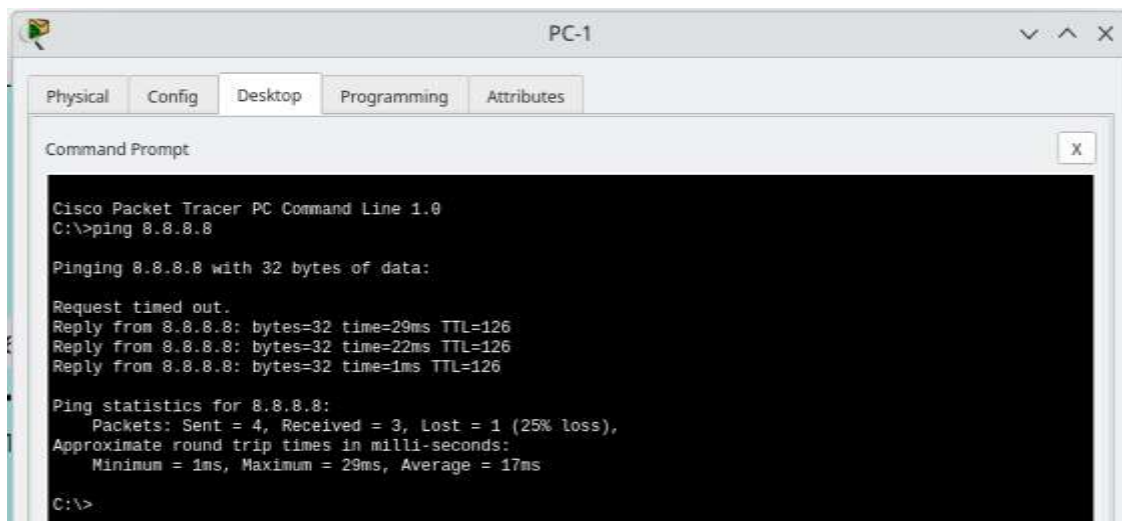 PC-1
Physical Config Desktop Programming Attributes
Command Prompt
X
Cisco Packet Tracer PC Command Line 1.0
C:\>ping 8.8.8.8
Pinging 8.8.8.8 with 32 bytes of data:
Request timed out.
Reply from 8.8.8.8: bytes=32 time=29ms TTL=126
Reply from 8.8.8.8: bytes=32 time=22ms TTL=126
Reply from 8.8.8.8: bytes=32 time=1ms TTL=126
Ping statistics for 8.8.8.8:
Packets: Sent = 4, Received = 3, Lost = 1 (25% loss),
Approximate round trip times in milli-seconds:
Minimum = 1ms, Maximum = 29ms, Average = 17ms
C:\>